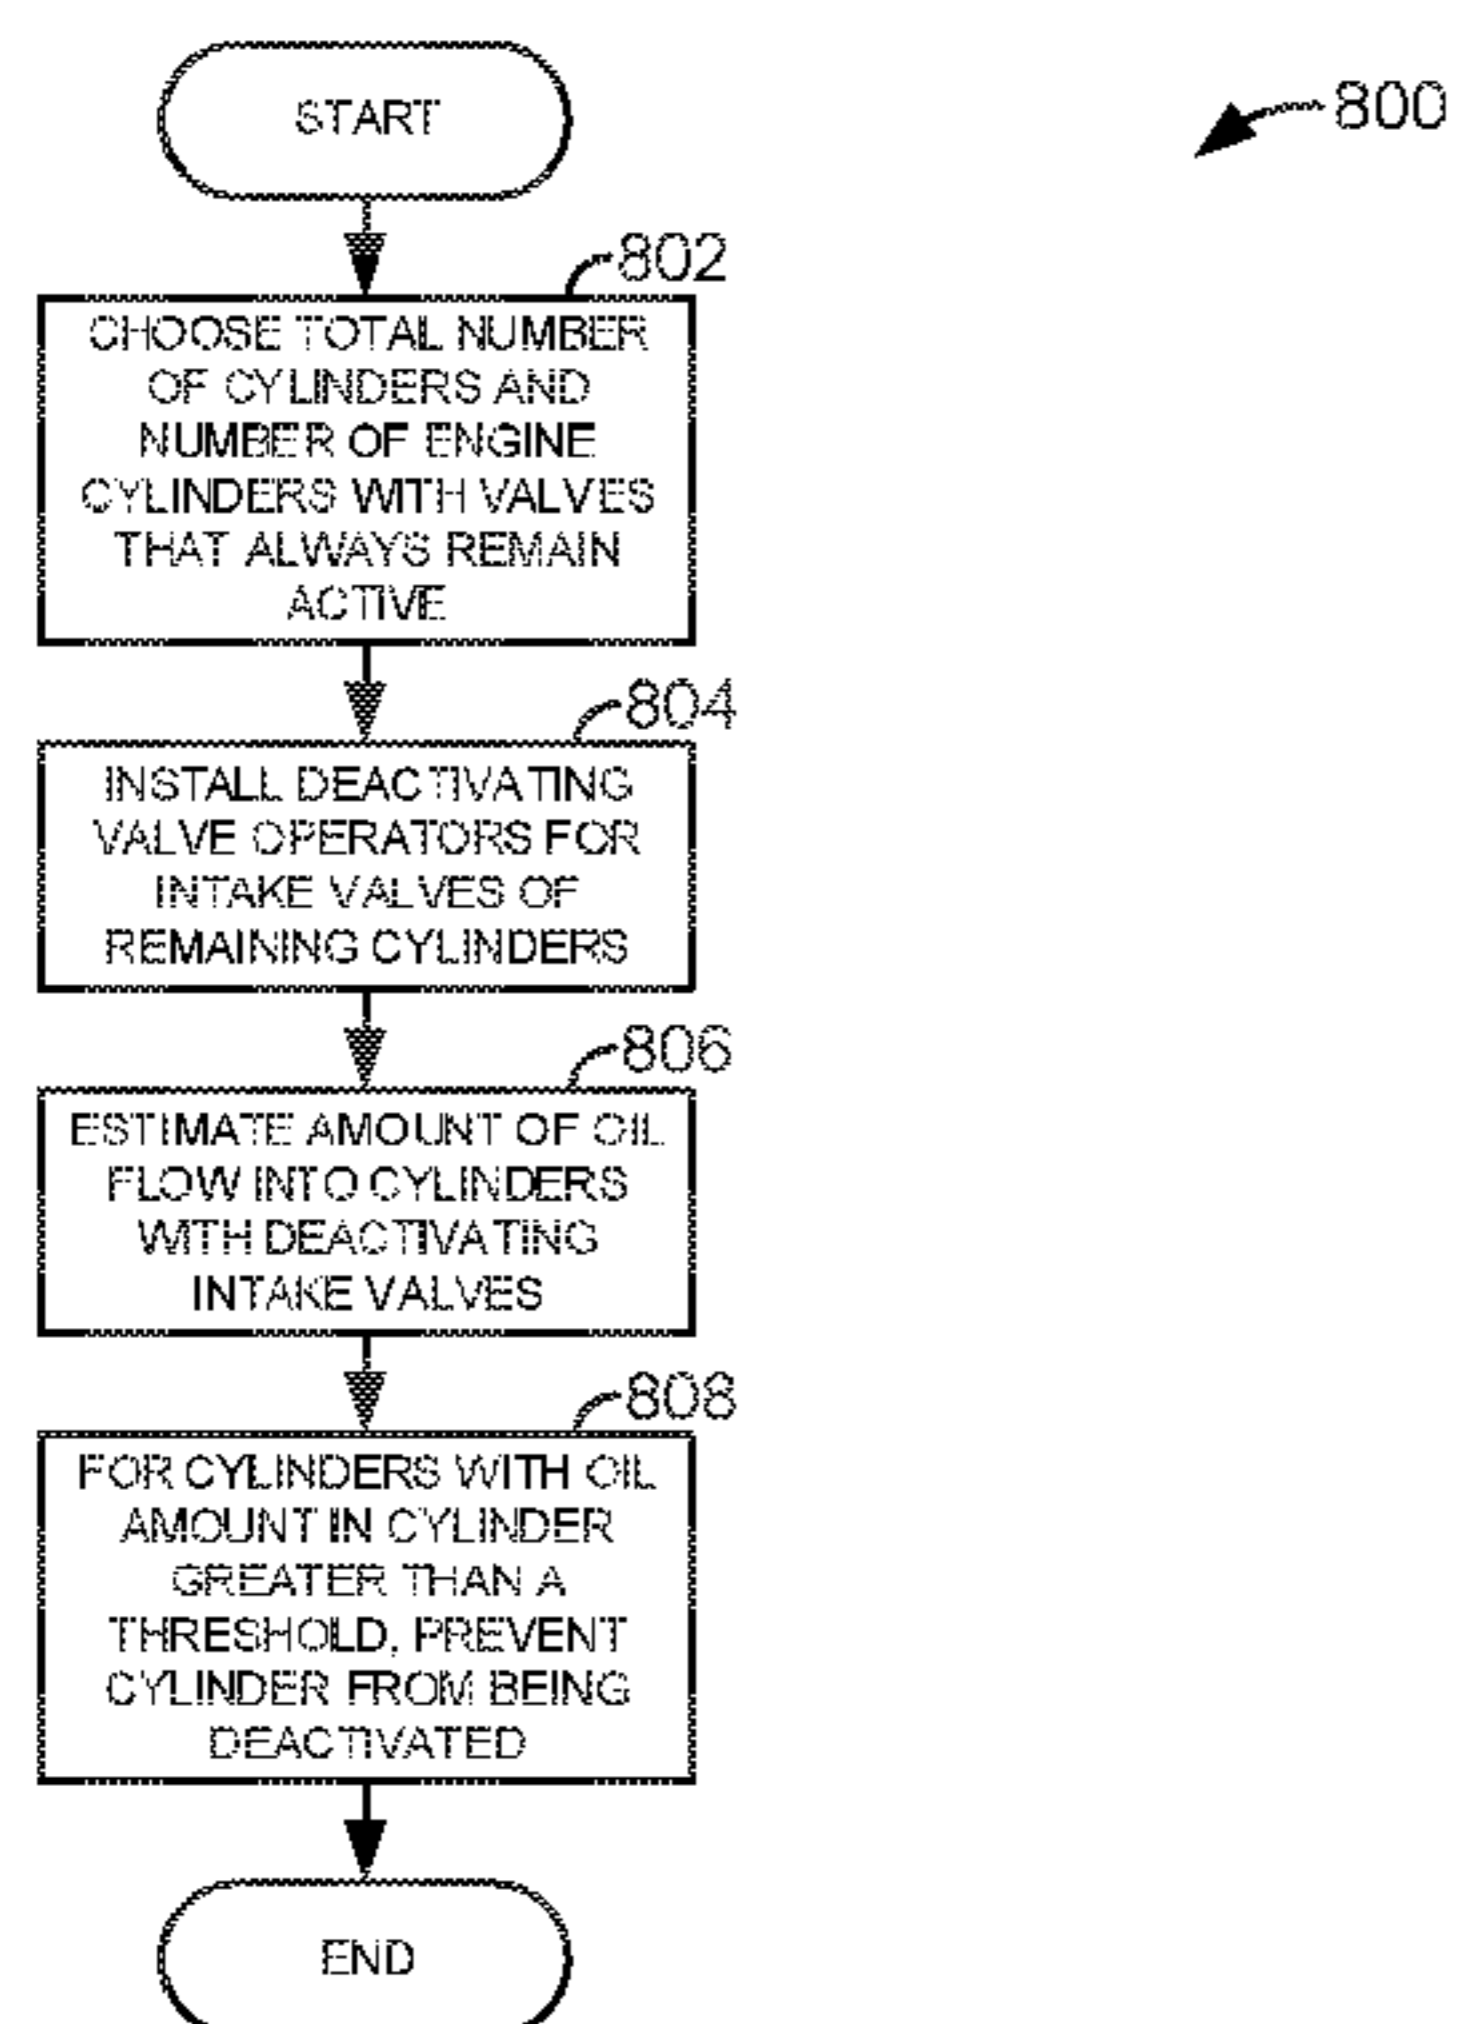 START
800
802
CHOOSE TOTAL NUMBER
OF CYLINDERS AND
NUMBER OF ENGINE
CYLINDERS WITH VALVES
THAT ALWAYS REMAIN
ACTIVE
804
INSTALL DEACTIVATING
VALVE OPERATORS FOR
INTAKE VALVES OF
REMAINING CYLINDERS
806
ESTIMATE AMOUNT OF OIL
FLOW INTO CYLINDERS
WITH DEACTIVATING
INTAKE VALVES
808
FOR CYLINDERS WITH OIL
AMOUNT IN CYLINDER
GREATER THAN A
THRESHOLD, PREVENT
CYLINDER FROM BEING
DEACTIVATED
END